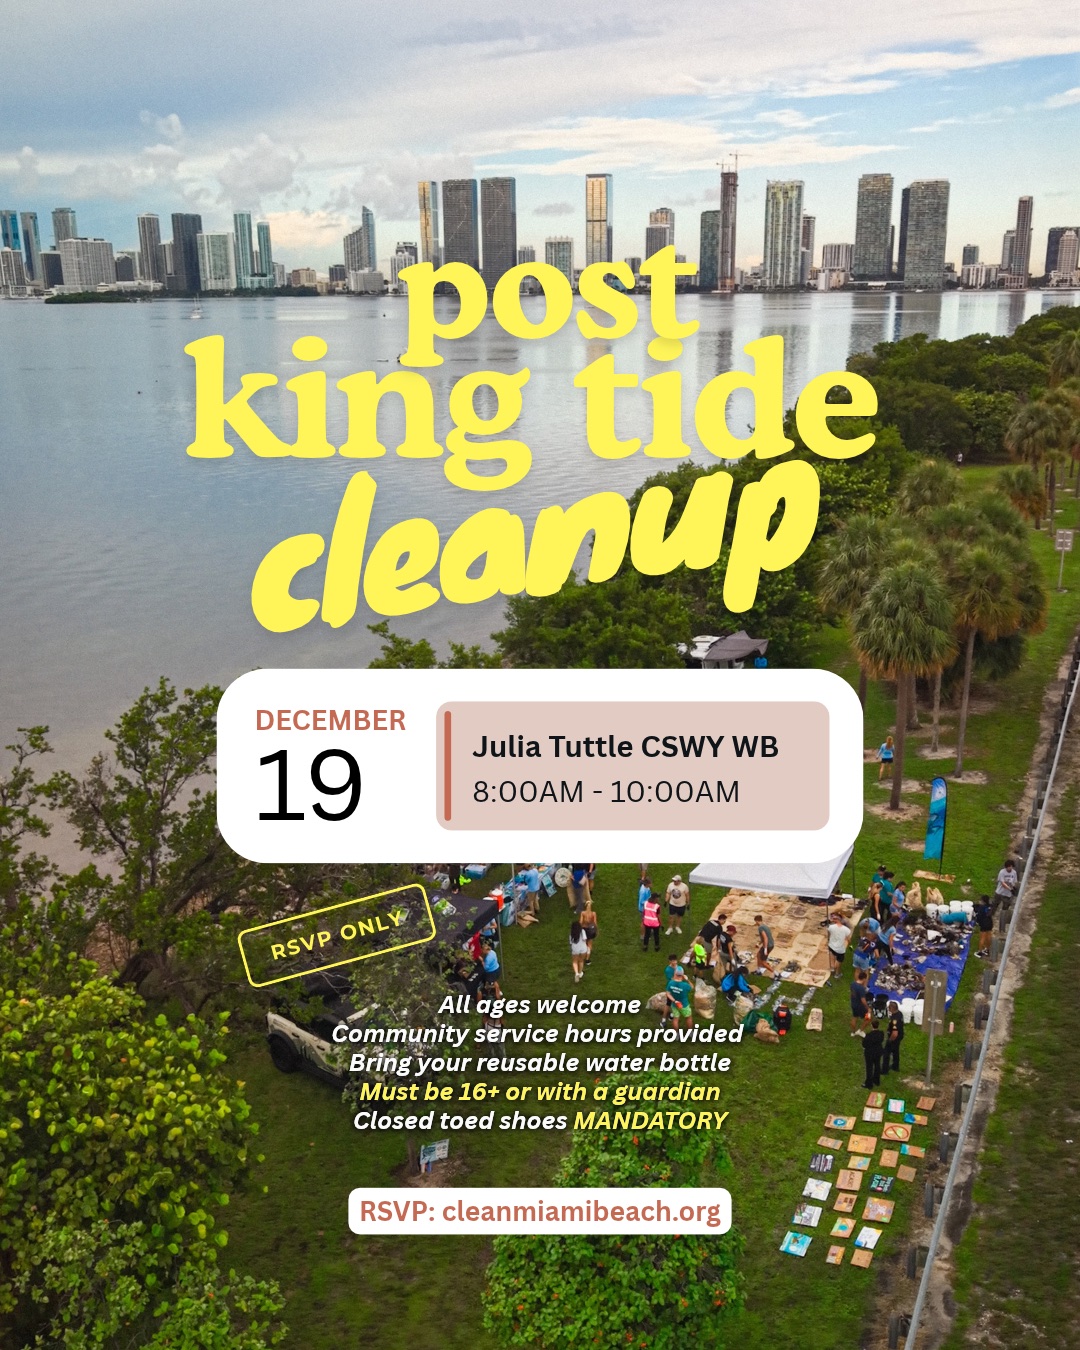 post
king tide
cleanup
DECEMBER
19
Julia Tuttle CSWY WB
8:00AM - 10:00AM
RSVP ONLY
All ages welcome
Community service hours provided
Bring your reusable water bottle
Must be 16+ or with a guardian
Closed toed shoes MANDATORY
RSVP: cleanmiamibeach.org